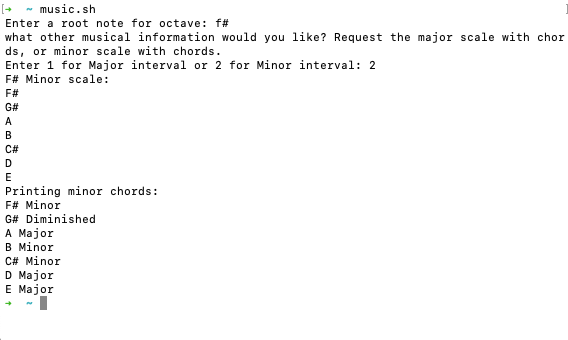 [➜ ~ music.sh ]
Enter a root note for octave: f#
what other musical information would you like? Request the major scale with chor
ds, or minor scale with chords.
Enter 1 for Major interval or 2 for Minor interval: 2
F# Minor scale:
F#
G#
A
B
C#
D
E
Printing minor chords:
F# Minor
G# Diminished
A Major
B Minor
C# Minor
D Major
E Major
➜ ~